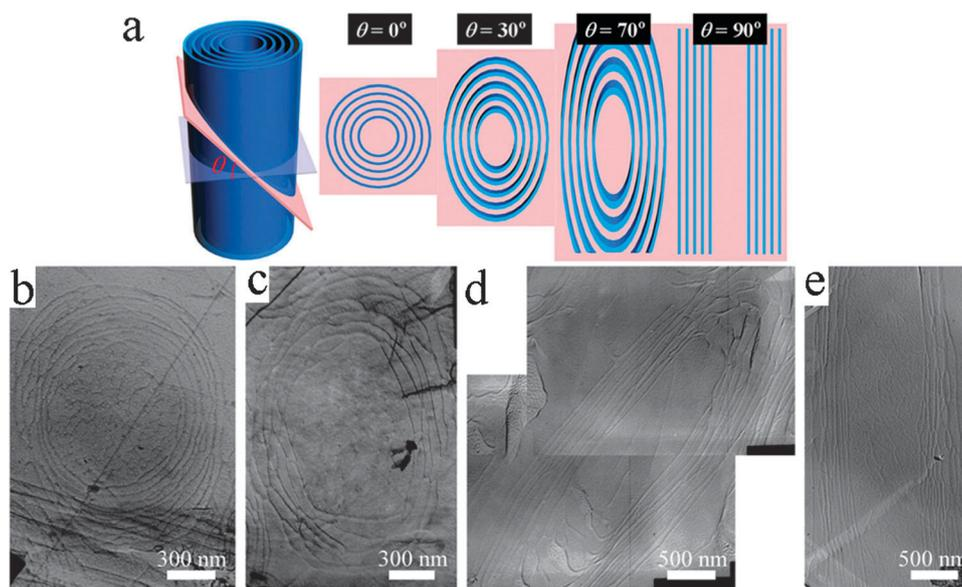 a
θ = 0°
θ = 30°
θ = 70°
θ = 90°
θ
b
c
d
e
300 nm
300 nm
500 nm
500 nm